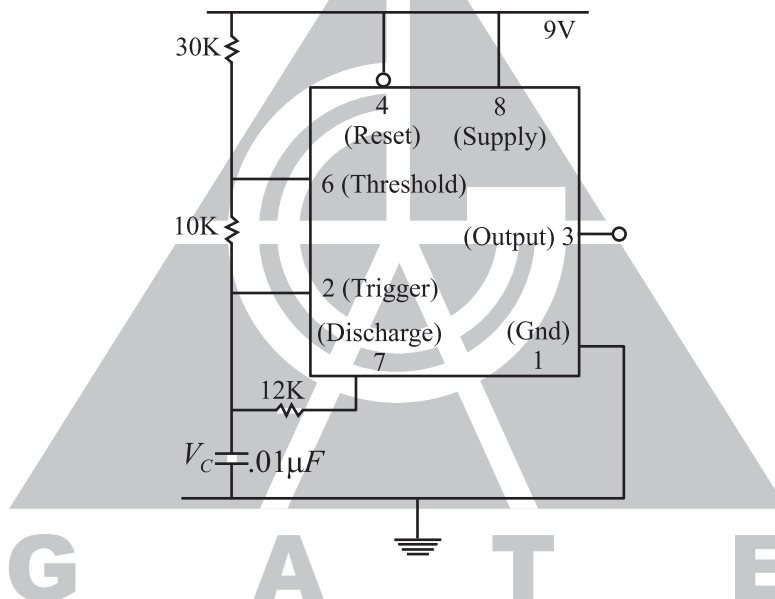 9V
30K
4
8
(Reset)
(Supply)
6 (Threshold)
10K
(Output) 3
2 (Trigger)
(Discharge)
(Gnd)
7
1
12K
V_C
.01μF
G A T E